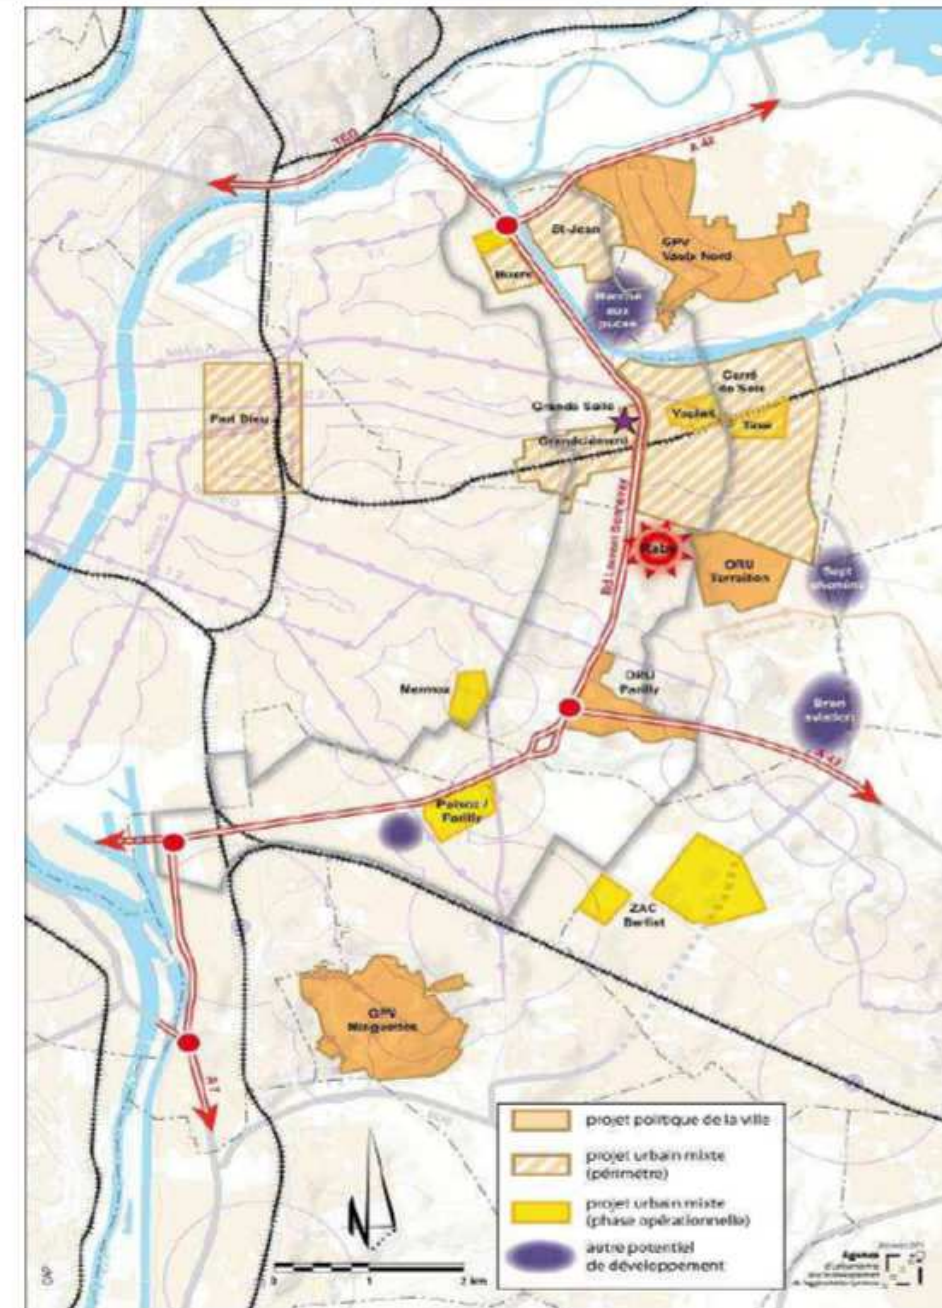 TEO
A 42
St-Jean
GPV
Vaulx Nord
Marché
aux
puces
Carré
de Soie
Part Dieu
Grande Salle
Grandclément
Yoplait
Tase
Bd Laurent Bonnevay
ORU
Terraillon
Sept
chemins
Mermoz
ORU
Parilly
Bron
aviation
Puisoz /
Parilly
ZAC
Berliet
GPV
Minguettes
A 7
N
0
1
2 km
projet politique de la ville
projet urbain mixte
(périmètre)
projet urbain mixte
(phase opérationnelle)
autre potentiel
de développement
Agence
d'urbanisme